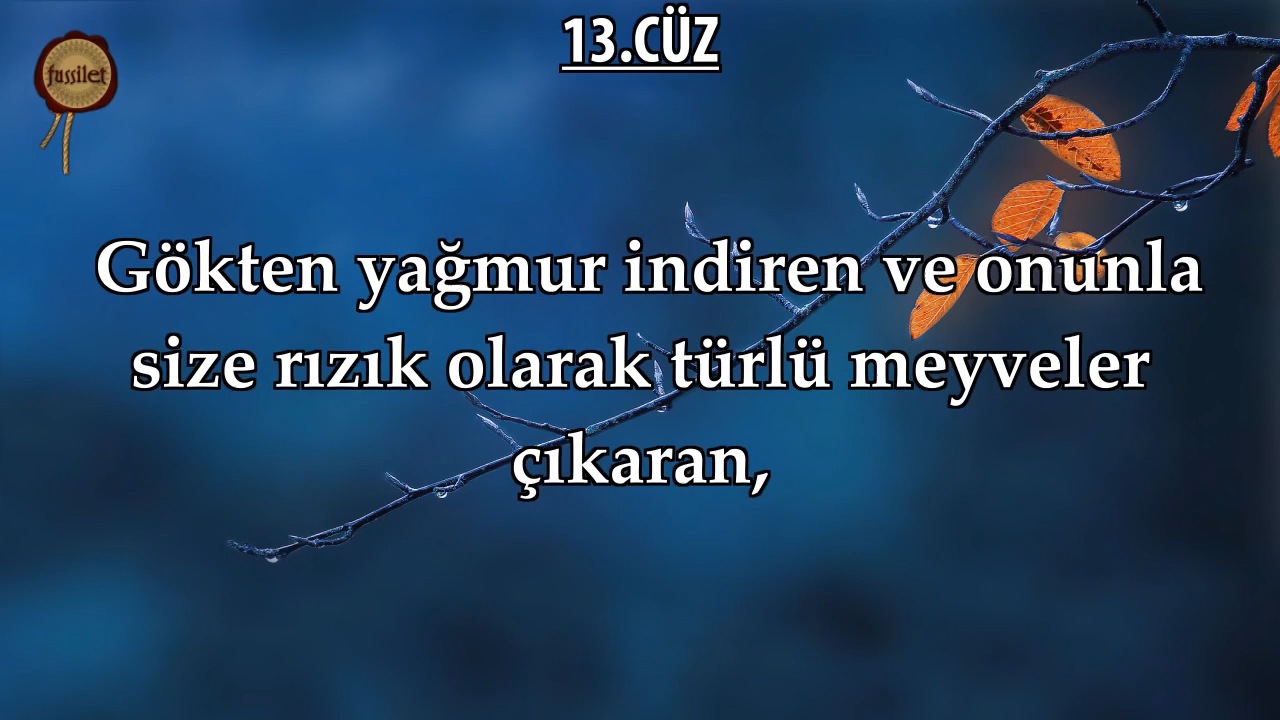 13.CÜZ
fussilet
Gökten yağmur indiren ve onunla
size rızık olarak türlü meyveler
çıkaran,